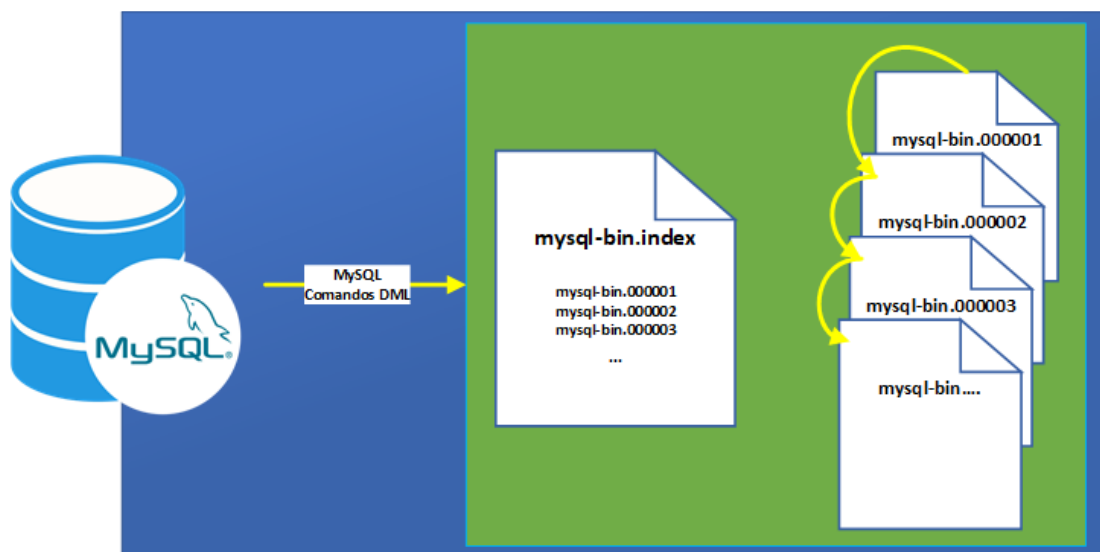 MySQL®
MySQL
Comandos DML
mysql-bin.index
mysql-bin.000001
mysql-bin.000002
mysql-bin.000003
...
mysql-bin.000001
mysql-bin.000002
mysql-bin.000003
mysql-bin....